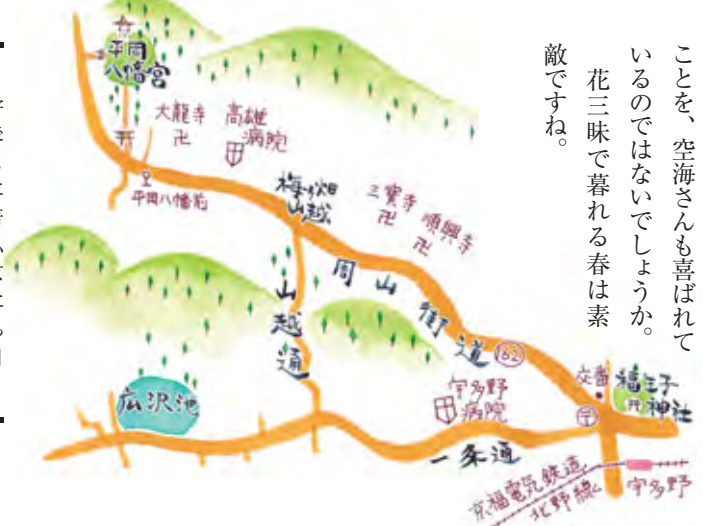 ことを、空海さんも喜ばれて
いるのではないでしょうか。
花三昧で暮れる春は素
敵ですね。
平岡
八幡宮
大龍寺
高雄
病院
平岡八幡前
梅ヶ畑
山越
三寳寺
順興寺
周山街道
162
山越通
広沢池
宇多野
病院
交番
福王子
神社
〒
一条通
京福電気鉄道
北野線
宇多野